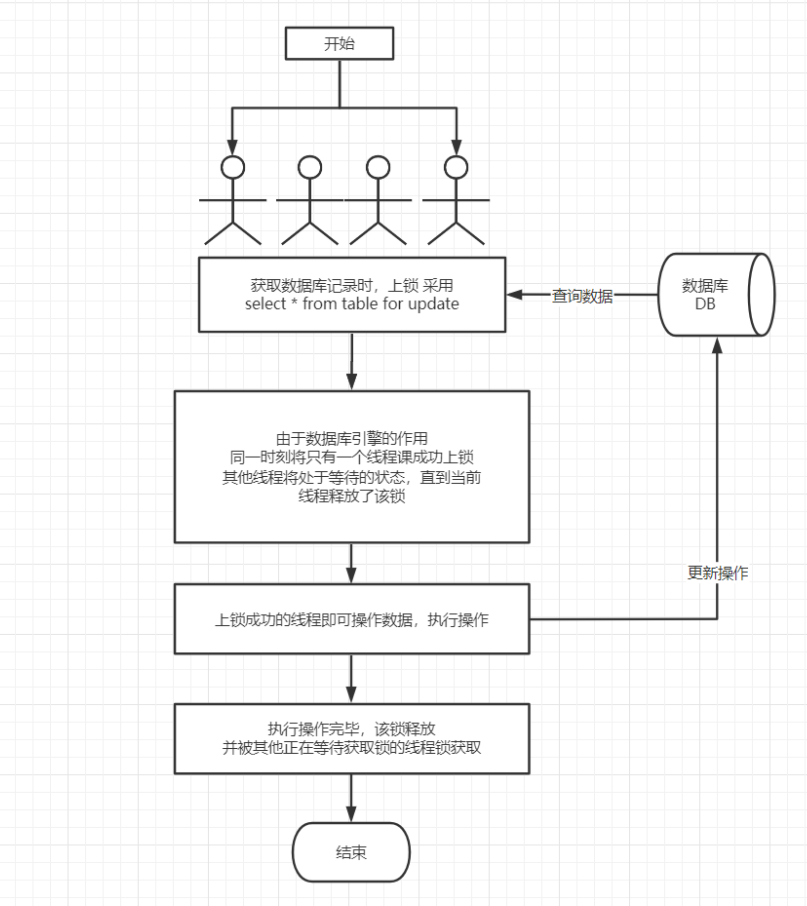 开始
获取数据库记录时，上锁 采用
select * from table for update
查询数据
数据库
DB
由于数据库引擎的作用
同一时刻将只有一个线程课成功上锁
其他线程将处于等待的状态，直到当前
线程释放了该锁
更新操作
上锁成功的线程即可操作数据，执行操作
执行操作完毕，该锁释放
并被其他正在等待获取锁的线程锁获取
结束